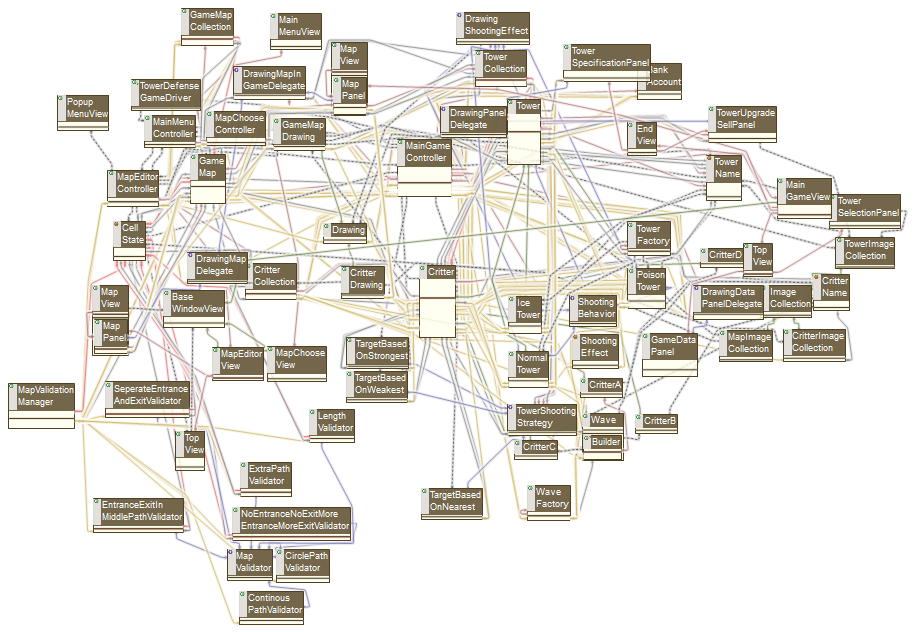 GameMap
Collection
Main
MenuView
Drawing
ShootingEffect
Map
View
Tower
Collection
Tower
SpecificationPanel
Account
DrawingMapIn
GameDelegate
Map
Panel
TowerDefense
GameDriver
Popup
MenuView
MainMenu
Controller
MapChoose
Controller
GameMap
Drawing
DrawingPanel
Delegate
Tower
TowerUpgrade
SellPanel
End
View
MainGame
Controller
Game
Map
Tower
Name
MapEditor
Controller
Main
GameView
Tower
SelectionPanel
Cell
State
Drawing
Tower
Factory
TowerImage
Collection
CritterD
Top
View
DrawingMap
Delegate
Critter
Collection
Critter
Drawing
Critter
Poison
Tower
Critter
Name
Map
View
Base
WindowView
Ice
Tower
Shooting
Behavior
DrawingData
PanelDelegate
Image
Collection
Map
Panel
MapEditor
View
MapChoose
View
TargetBased
OnStrongest
Shooting
Effect
GameData
Panel
MapImage
Collection
CritterImage
Collection
Normal
Tower
TargetBased
OnWeakest
CritterA
MapValidation
Manager
SeperateEntrance
AndExitValidator
Length
Validator
TowerShooting
Strategy
Wave
CritterB
Top
View
CritterC
Builder
ExtraPath
Validator
TargetBased
OnNearest
Wave
Factory
EntranceExitIn
MiddlePathValidator
NoEntranceNoExitMore
EntranceMoreExitValidator
Map
Validator
CirclePath
Validator
Continous
PathValidator